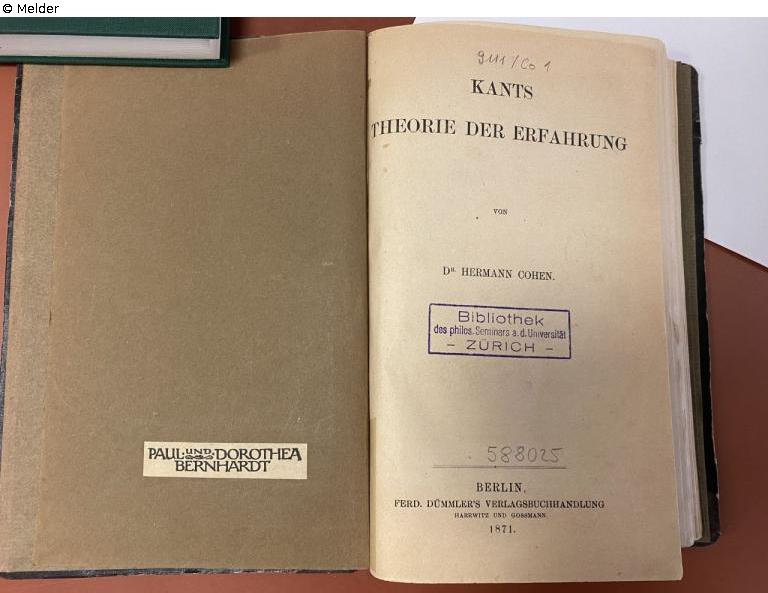 © Melder
PAUL UND DOROTHEA
BERNHARDT
9111/Co 1
KANTS
THEORIE DER ERFAHRUNG
VON
DR. HERMANN COHEN.
Bibliothek
des philos. Seminars a. d. Universität
– ZÜRICH –
588025
BERLIN,
FERD. DÜMMLER'S VERLAGSBUCHHANDLUNG
HARRWITZ UND GOSSMANN.
1871.